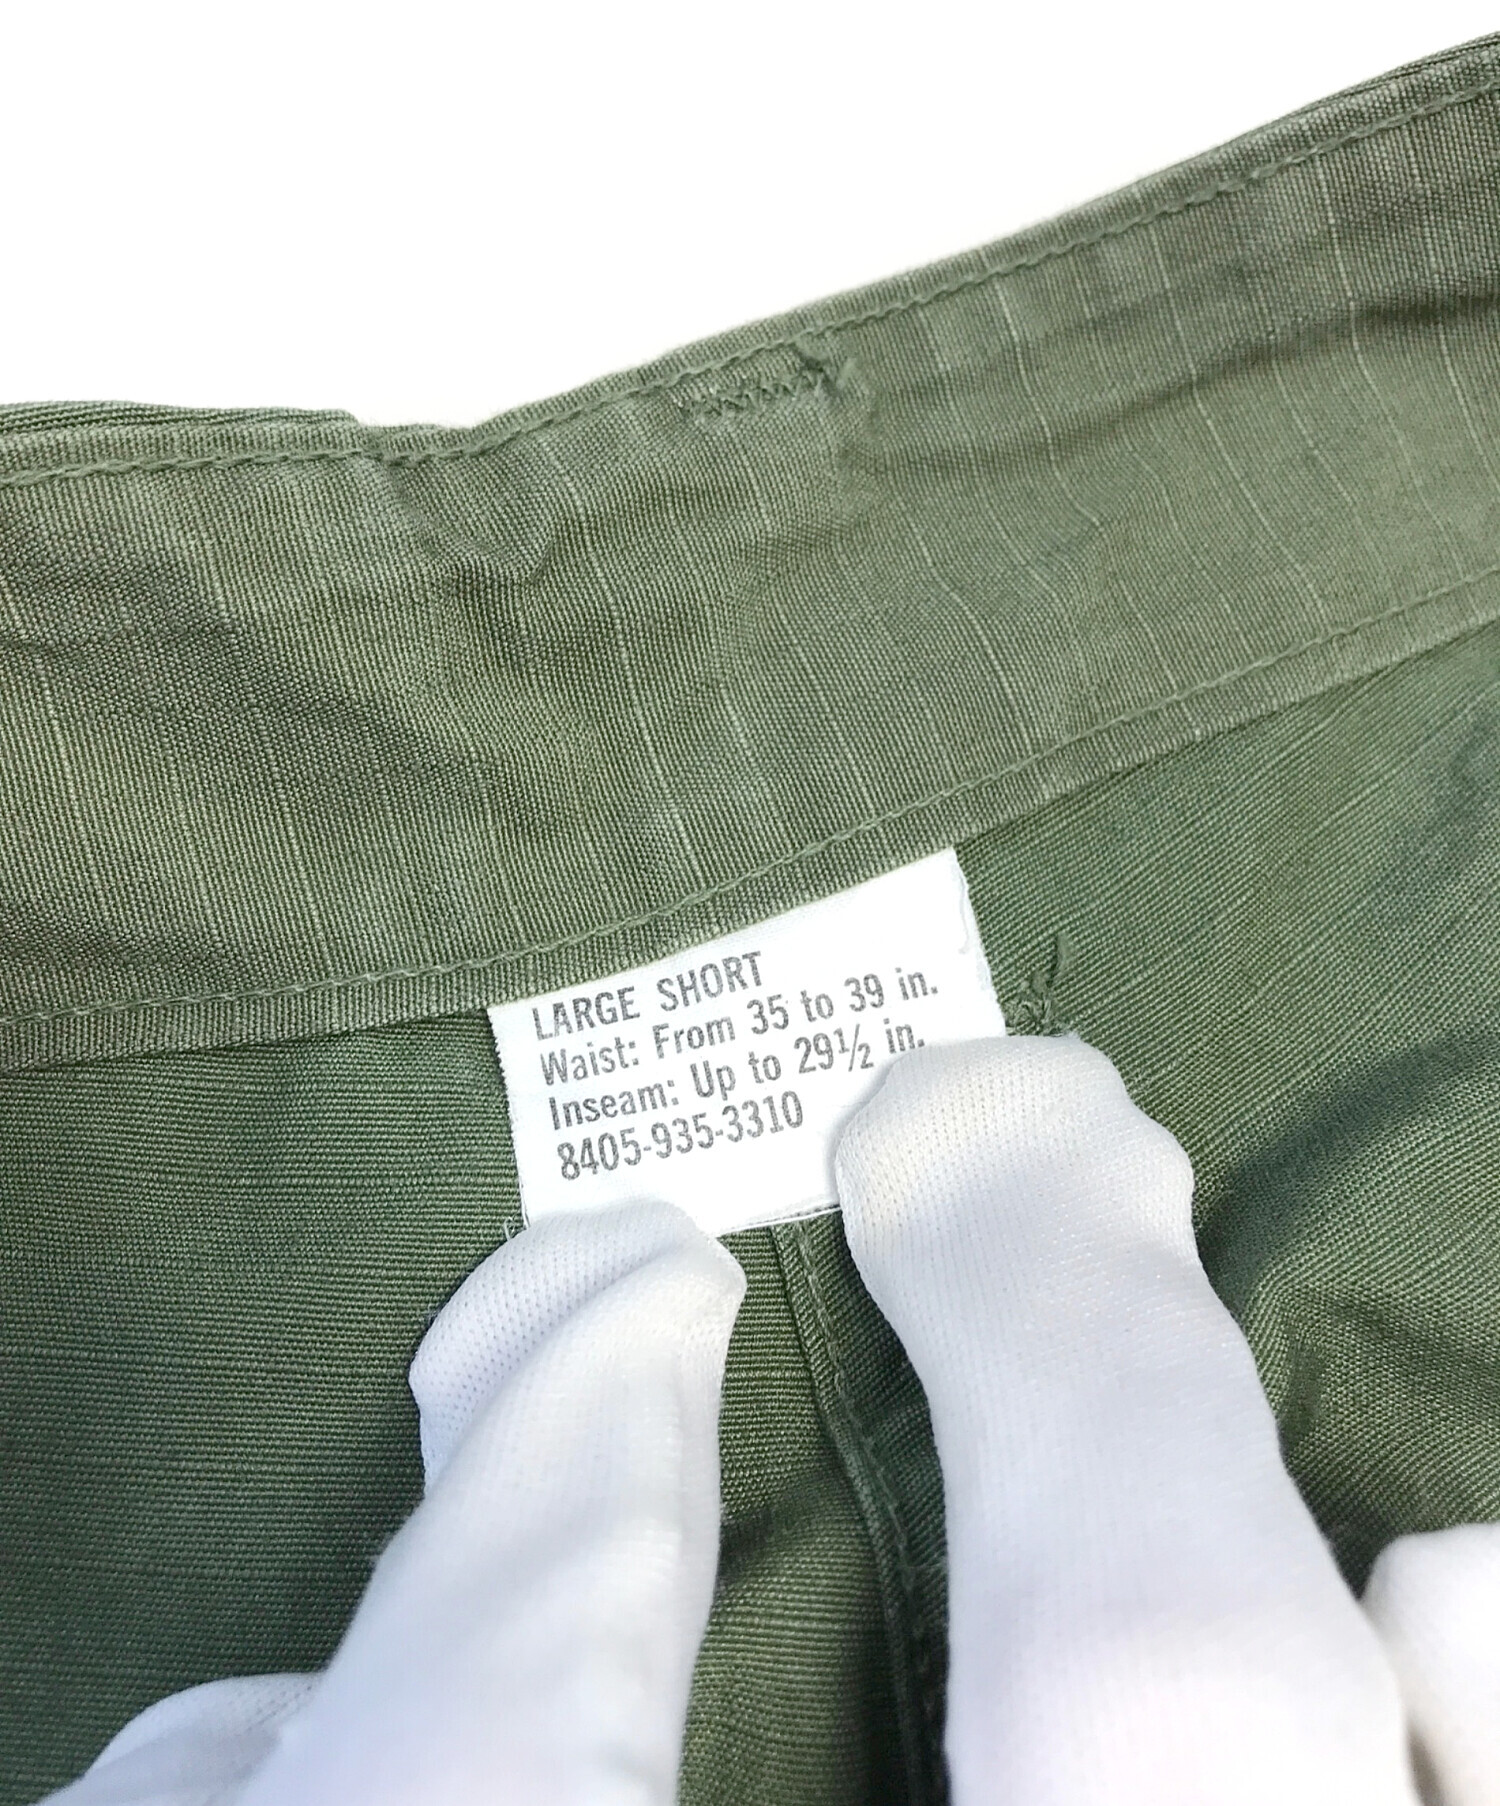 LARGE SHORT
Waist: From 35 to 39 in.
Inseam: Up to 29½ in.
8405-935-3310